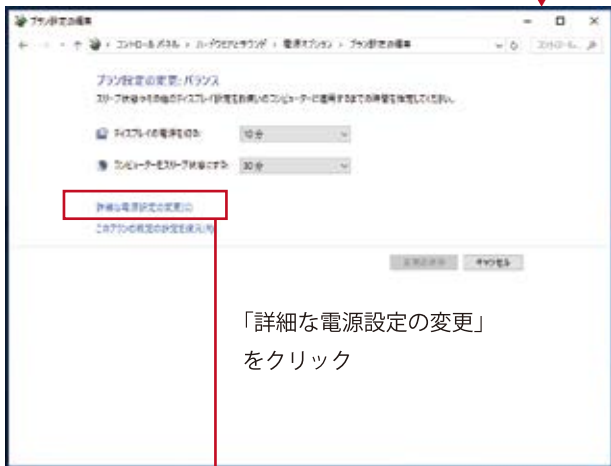 プラン設定の編集
コントロール パネル › ハードウェアとサウンド › 電源オプション › プラン設定の編集
プラン設定の変更: バランス
スリープ状態やその他のディスプレイ設定をお使いのコンピューターに適用するまでの時間を指定してください。
ディスプレイの電源を切る: 10 分
コンピューターをスリープ状態にする: 30 分
詳細な電源設定の変更(C)
このプランの既定の設定を復元(R)
変更の保存 キャンセル
「詳細な電源設定の変更」
をクリック